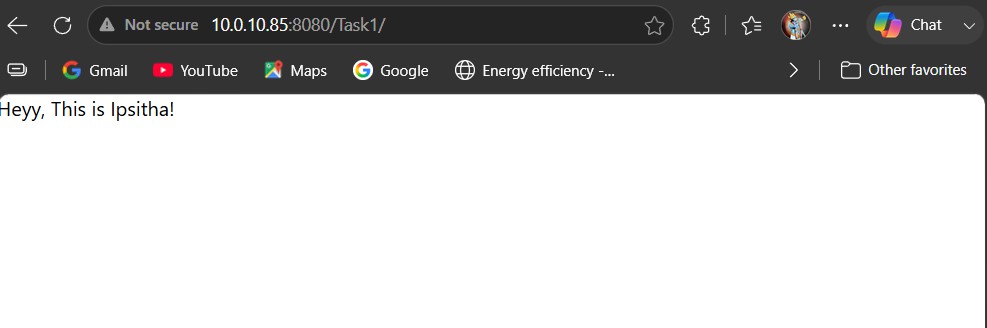 Not secure 10.0.10.85:8080/Task1/ Chat
Gmail YouTube Maps Google Energy efficiency -... Other favorites
Heyy, This is Ipsitha!